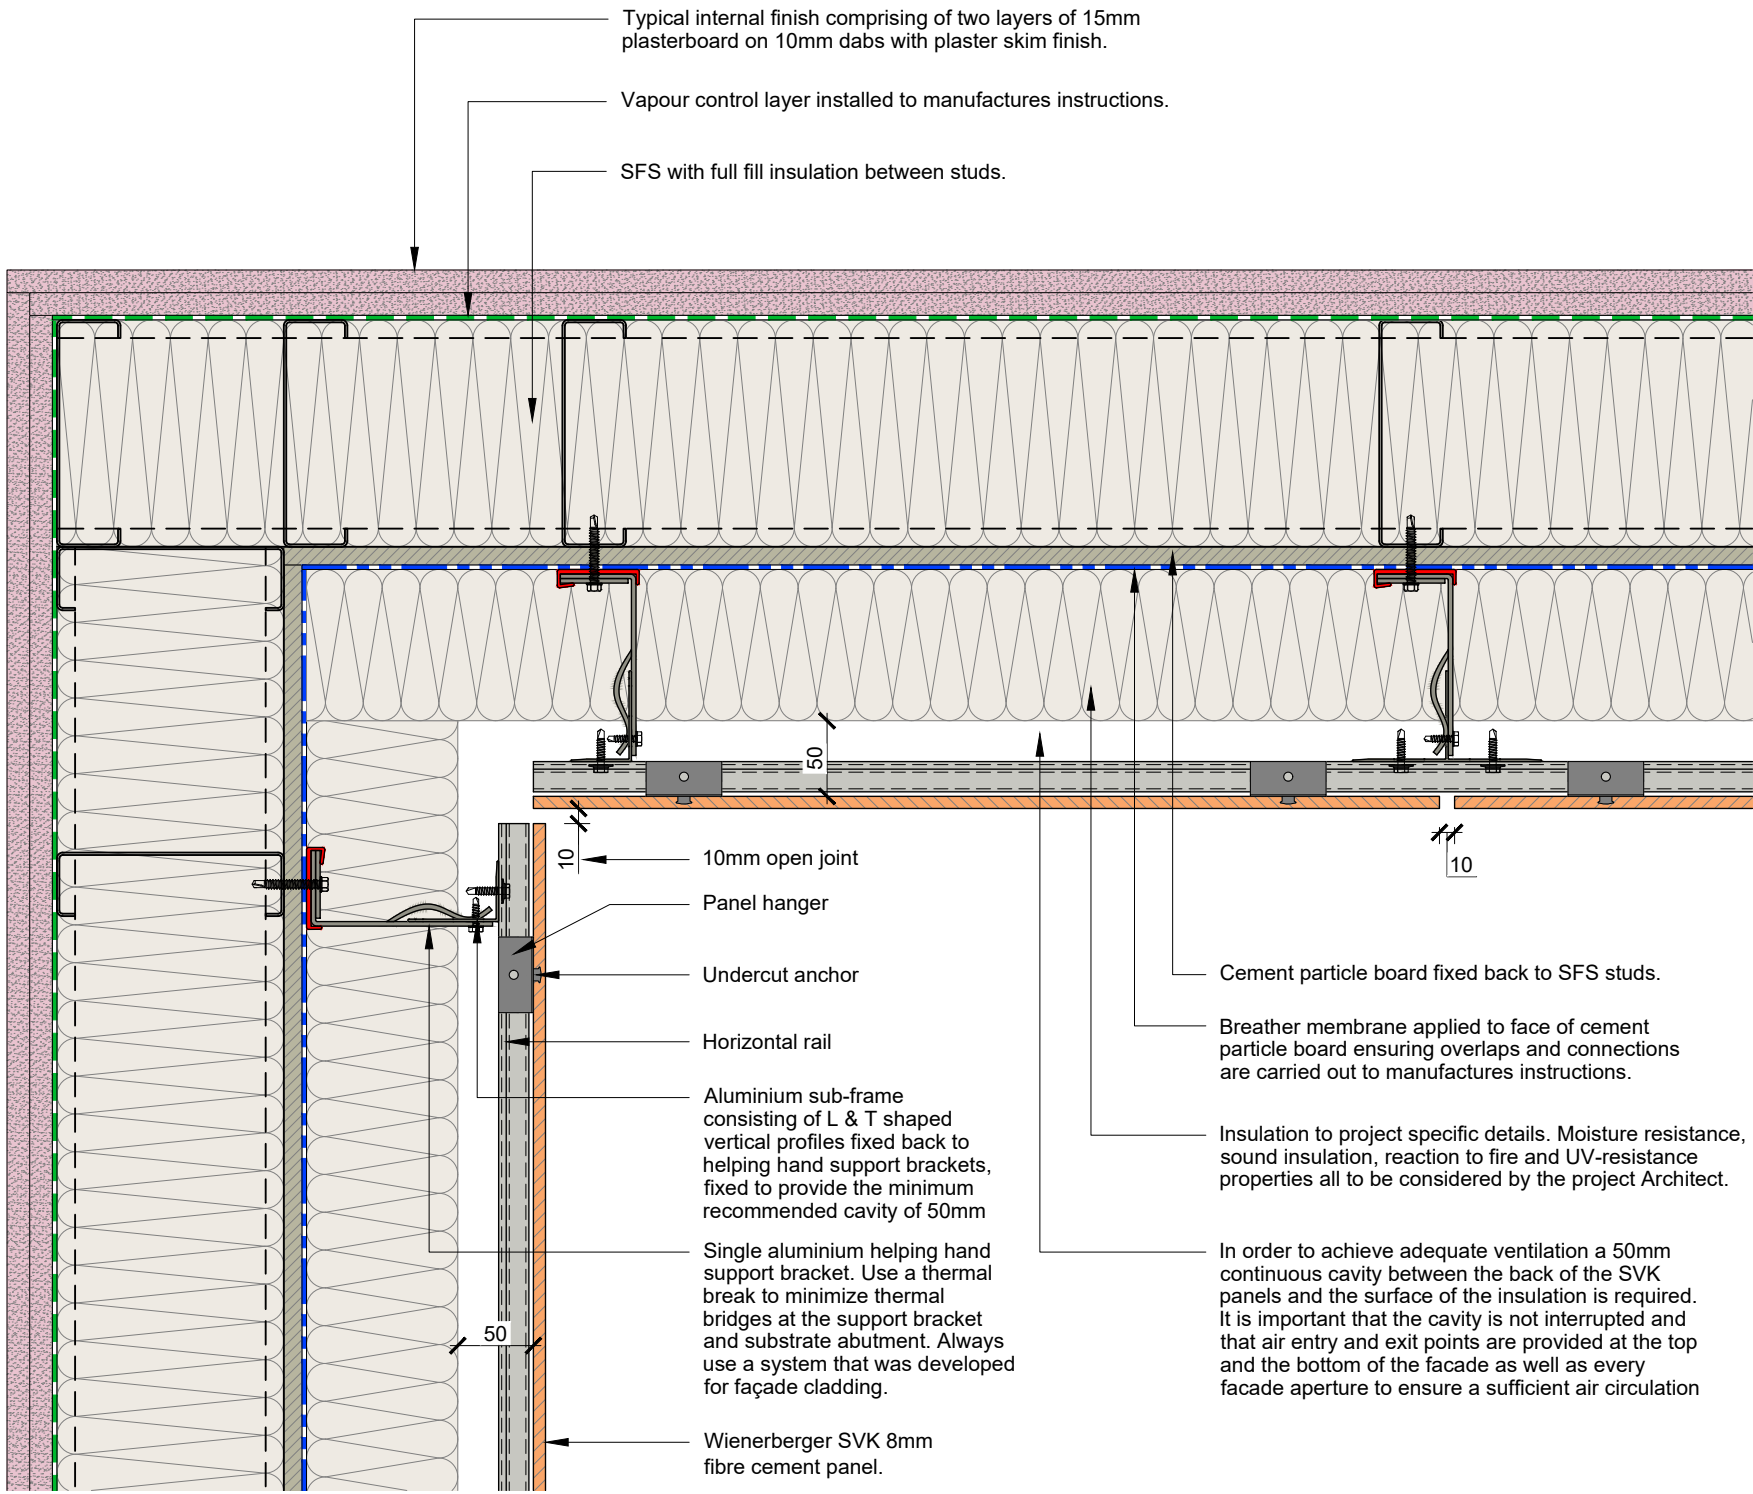 Typical internal finish comprising of two layers of 15mm
plasterboard on 10mm dabs with plaster skim finish.
Vapour control layer installed to manufactures instructions.
SFS with full fill insulation between studs.
50
10
10mm open joint
10
Panel hanger
Undercut anchor
Horizontal rail
Aluminium sub-frame
consisting of L & T shaped
vertical profiles fixed back to
helping hand support brackets,
fixed to provide the minimum
recommended cavity of 50mm
Single aluminium helping hand
support bracket. Use a thermal
break to minimize thermal
bridges at the support bracket
and substrate abutment. Always
use a system that was developed
for façade cladding.
50
Wienerberger SVK 8mm
fibre cement panel.
Cement particle board fixed back to SFS studs.
Breather membrane applied to face of cement
particle board ensuring overlaps and connections
are carried out to manufactures instructions.
Insulation to project specific details. Moisture resistance,
sound insulation, reaction to fire and UV-resistance
properties all to be considered by the project Architect.
In order to achieve adequate ventilation a 50mm
continuous cavity between the back of the SVK
panels and the surface of the insulation is required.
It is important that the cavity is not interrupted and
that air entry and exit points are provided at the top
and the bottom of the facade as well as every
facade aperture to ensure a sufficient air circulation